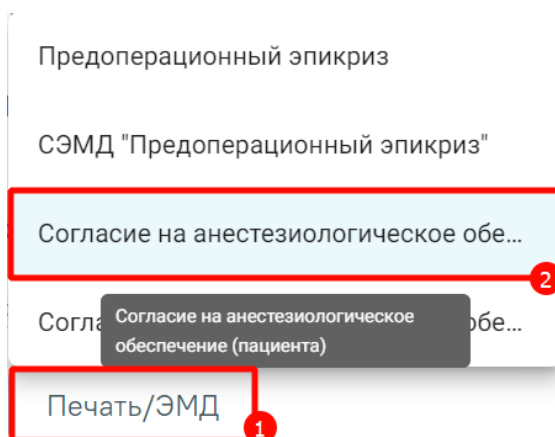 Предоперационный эпикриз
СЭМД "Предоперационный эпикриз"
Согласие на анестезиологическое обе...
2
Согла обе...
Согласие на анестезиологическое
обеспечение (пациента)
Печать/ЭМД
1